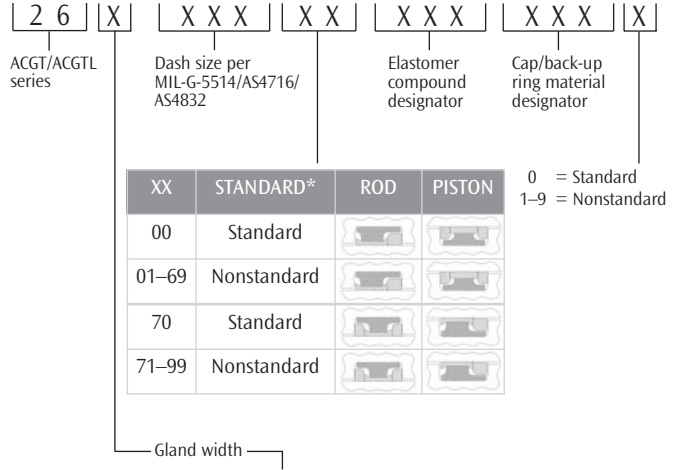 2 6 X X X X X X X X X X X X X
ACGT/ACGTL
series
Dash size per
MIL-G-5514/AS4716/
AS4832
Elastomer
compound
designator
Cap/back-up
ring material
designator
0 = Standard
1–9 = Nonstandard
XX STANDARD* ROD PISTON
00 Standard
01–69 Nonstandard
70 Standard
71–99 Nonstandard
Gland width